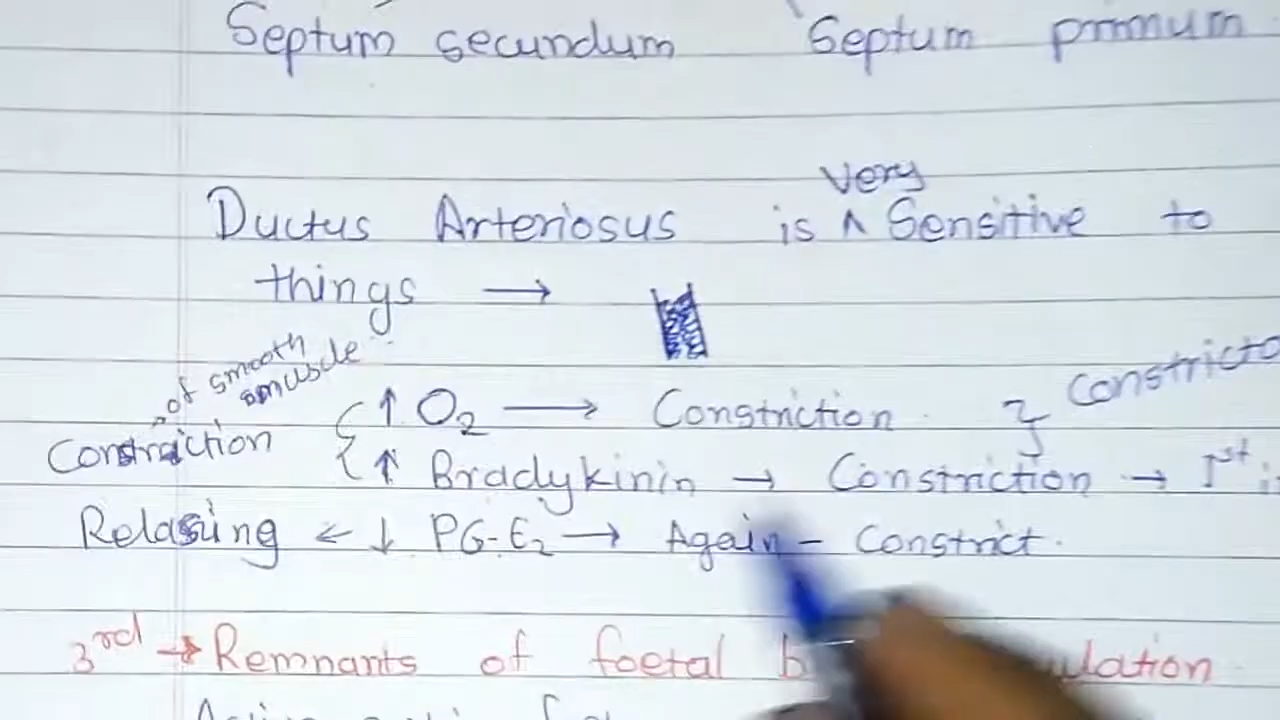 Septum secundum Septum primum
very
Ductus Arteriosus is ^ Sensitive to
things →
of smooth
muscle
↑ O2 → Constriction } Constricto
Constriction { ↑ Bradykinin → Constriction → 1st
Relaxing ← ↓ PG-E2 → Again - Constrict.
3rd → Remnants of foetal